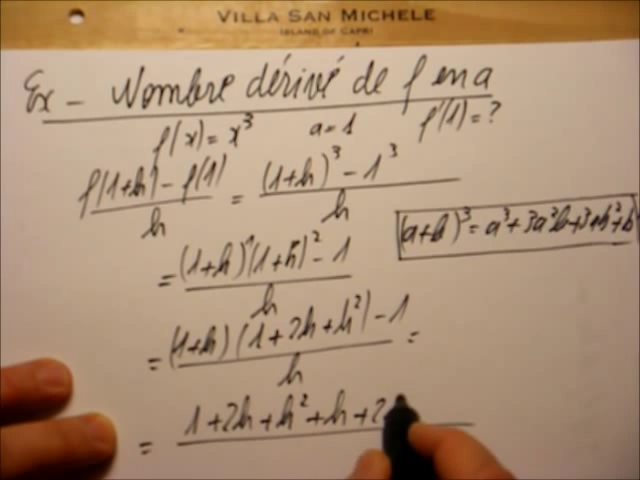 VILLA SAN MICHELE
ISLAND OF CAPRI
Ex - Nombre dérivé de f en a
f(x) = x³ a=1 f'(1) = ?
f(1+h) - f(1) / h = (1+h)³ - 1³ / h
(a+b)³ = a³+3a²b+3ab²+b
= (1+h)¹(1+h)² - 1 / h
= (1+h)(1+2h+h²) - 1 / h =
= 1+2h+h²+h+2